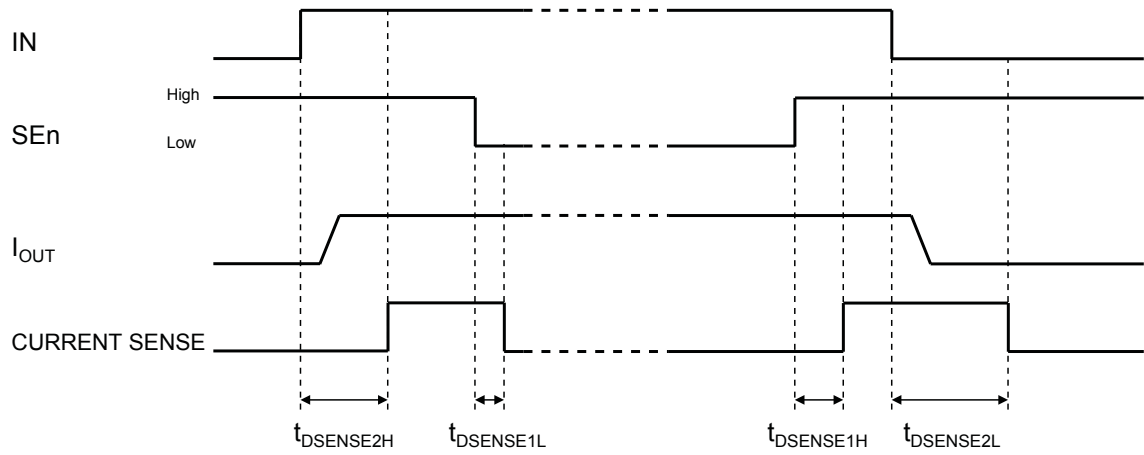 IN
High
SEn
Low
I_OUT
CURRENT SENSE
t_DSENSE2H t_DSENSE1L t_DSENSE1H t_DSENSE2L